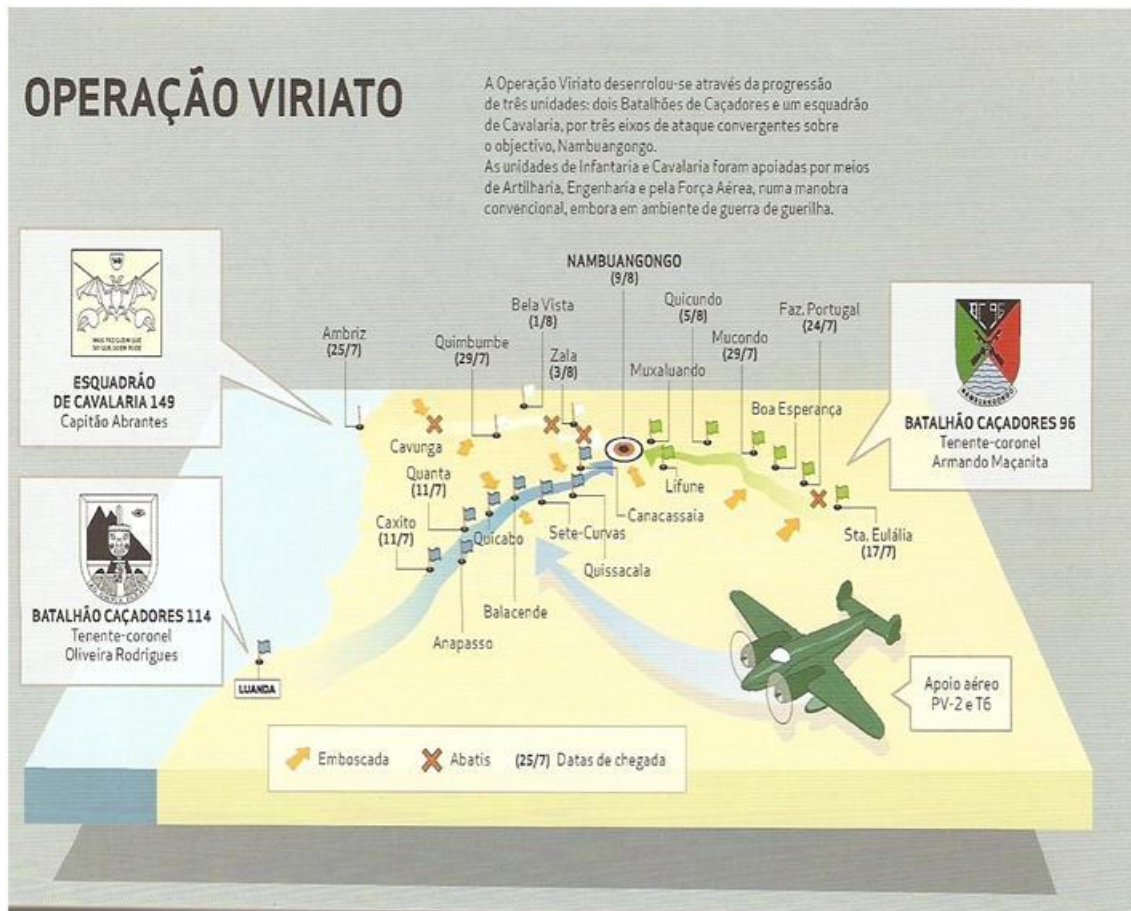 OPERAÇÃO VIRIATO
A Operação Viriato desenrolou-se através da progressão
de três unidades: dois Batalhões de Caçadores e um esquadrão
de Cavalaria, por três eixos de ataque convergentes sobre
o objectivo, Nambuangongo.
As unidades de Infantaria e Cavalaria foram apoiadas por meios
de Artilharia, Engenharia e pela Força Aérea, numa manobra
convencional, embora em ambiente de guerra de guerilha.
149
ESQUADRÃO
DE CAVALARIA 149
Capitão Abrantes
BATALHÃO CAÇADORES 114
Tenente-coronel
Oliveira Rodrigues
LUANDA
Ambriz
(25/7)
Quimbumbe
(29/7)
Bela Vista
(1/8)
Zala
(3/8)
NAMBUANGONGO
(9/8)
Quicundo
(5/8)
Muxaluando
Mucondo
(29/7)
Faz. Portugal
(24/7)
Boa Esperança
BC 96
NAMBUANGONGO
BATALHÃO CAÇADORES 96
Tenente-coronel
Armando Maçanita
Cavunga
Quanta
(11/7)
Caxito
(11/7)
Quicabo
Sete-Curvas
Lifune
Canacassaia
Sta. Eulália
(17/7)
Quissacala
Balacende
Anapasso
Apoio aéreo
PV-2 e T6
Emboscada
Abatis
(25/7) Datas de chegada